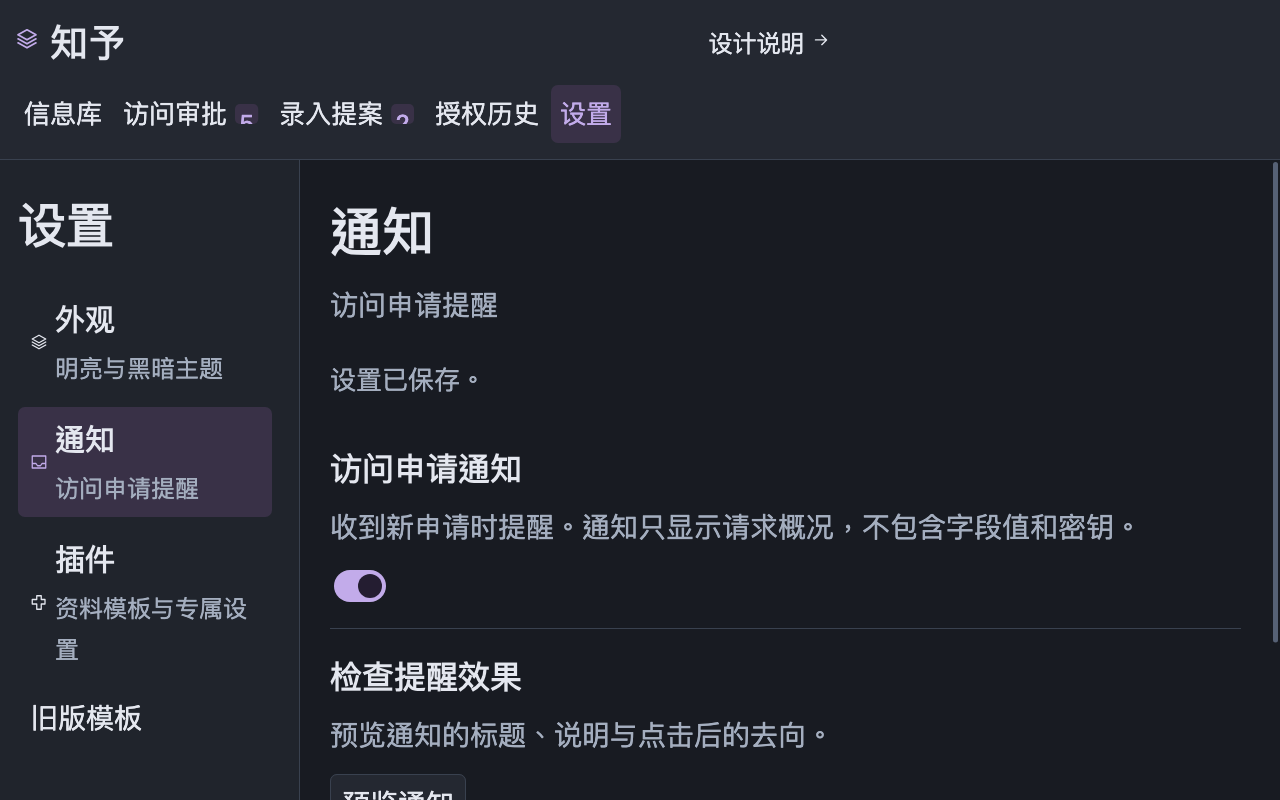 知予
设计说明 →
信息库 访问审批 5 录入提案 2 授权历史 设置
设置
外观
明亮与黑暗主题
通知
访问申请提醒
插件
资料模板与专属设
置
旧版模板
通知
访问申请提醒
设置已保存。
访问申请通知
收到新申请时提醒。通知只显示请求概况，不包含字段值和密钥。
检查提醒效果
预览通知的标题、说明与点击后的去向。
预览通知